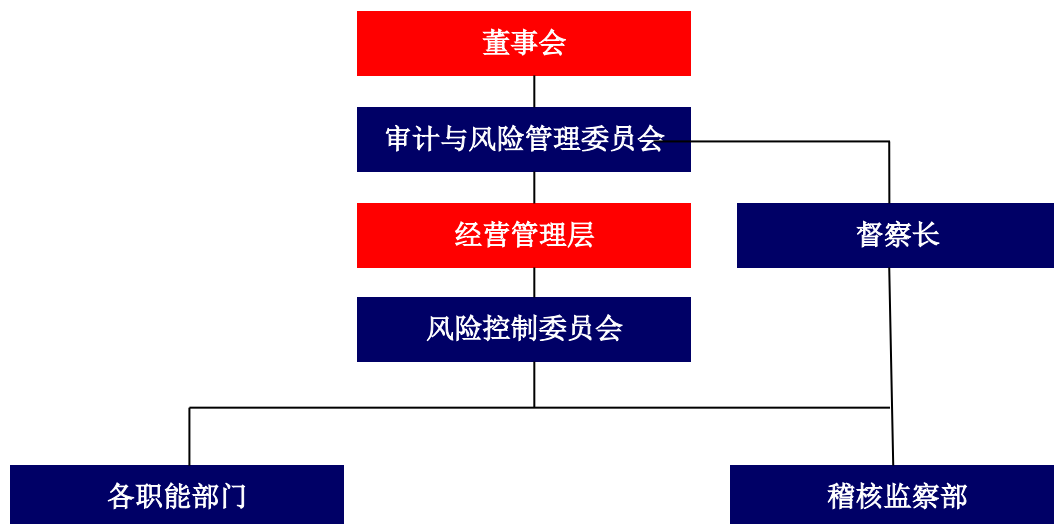 董事会
审计与风险管理委员会
经营管理层
督察长
风险控制委员会
各职能部门
稽核监察部